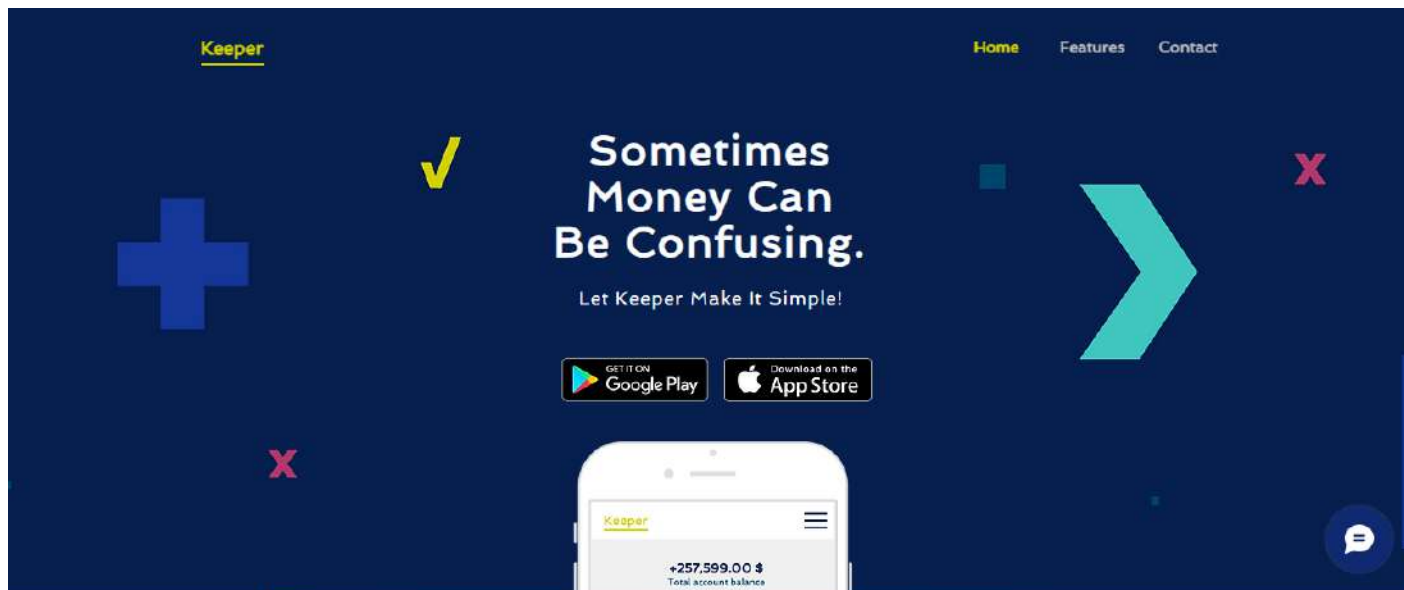 Keeper
Home Features Contact
Sometimes
Money Can
Be Confusing.
Let Keeper Make It Simple!
GET IT ON
Google Play
Download on the
App Store
Keeper
+257,599.00 $
Total account balance